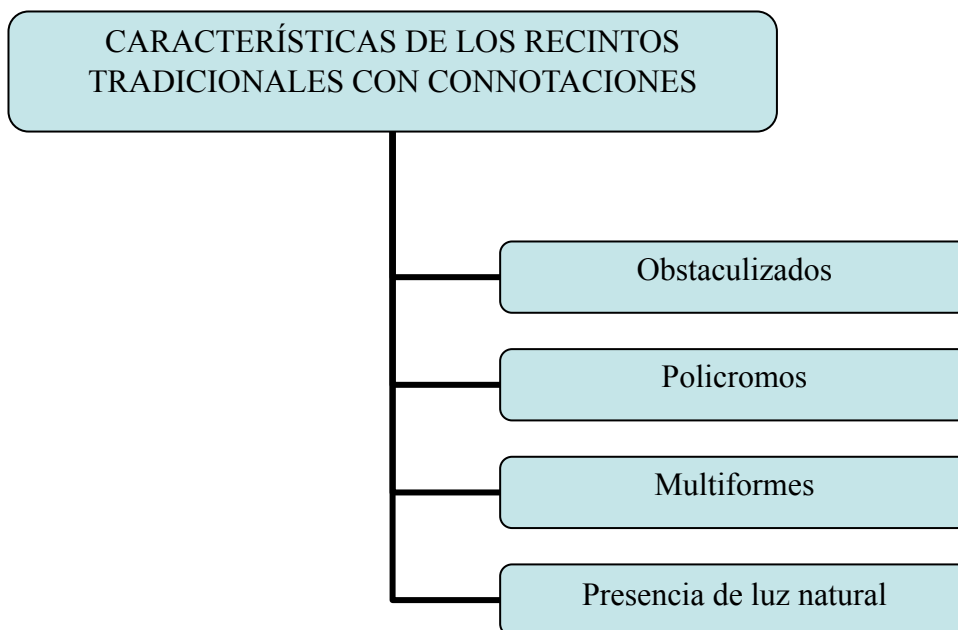 CARACTERÍSTICAS DE LOS RECINTOS
TRADICIONALES CON CONNOTACIONES
Obstaculizados
Policromos
Multiformes
Presencia de luz natural